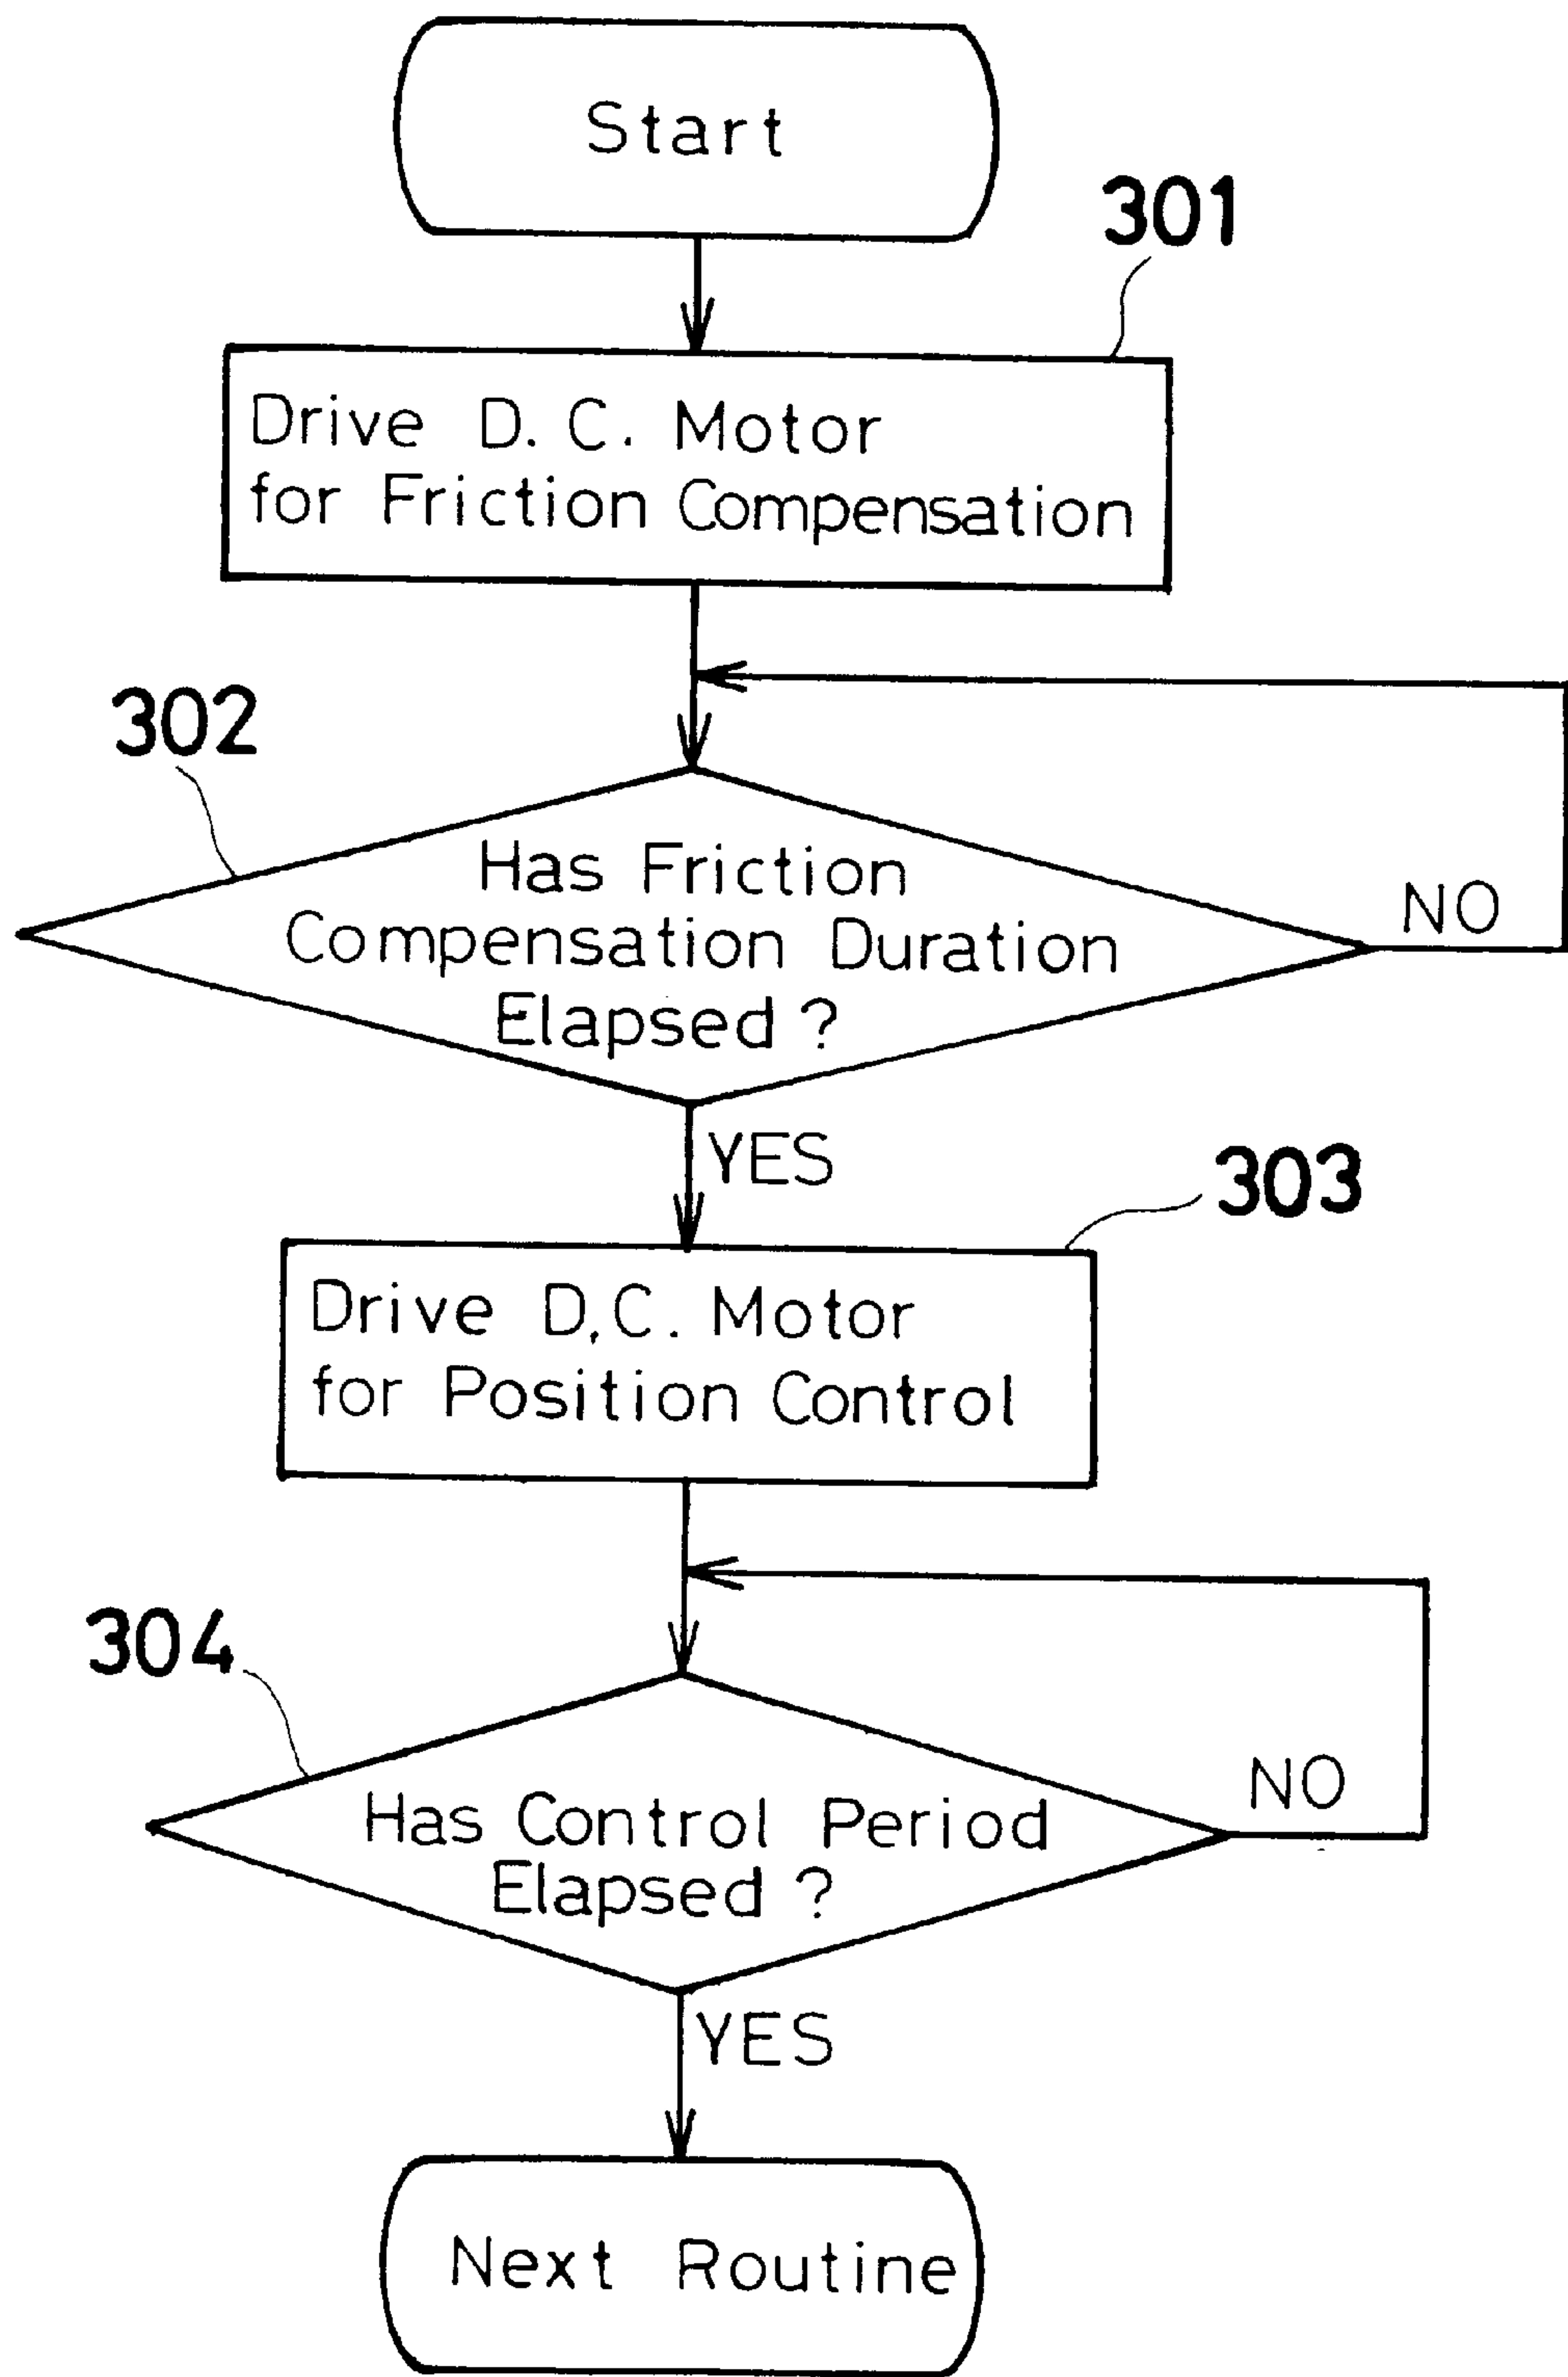 Start
301
Drive D. C. Motor
for Friction Compensation
302
Has Friction
Compensation Duration
Elapsed ?
NO
YES
303
Drive D.C. Motor
for Position Control
304
Has Control Period
Elapsed ?
NO
YES
Next Routine